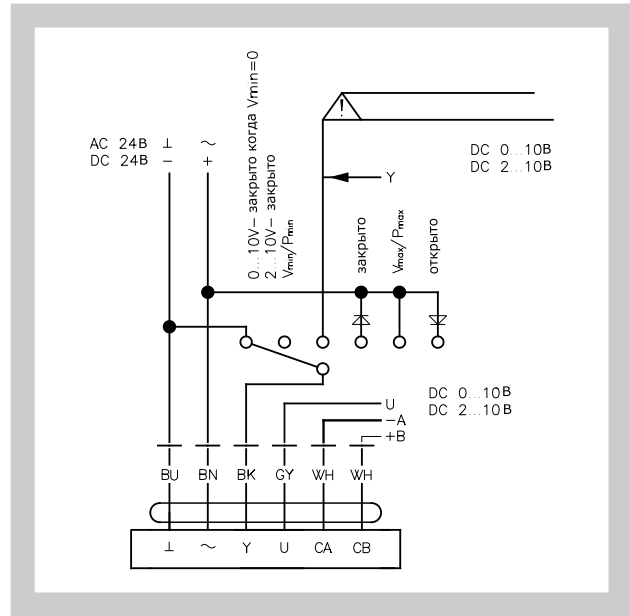 AC 24В ⊥ ~
DC 24В − +
0...10V− закрыто когда Vmin=0
2...10V− закрыто
Vmin/Pmin
!
DC 0...10В
DC 2...10В
Y
закрыто
Vmax/Pmax
открыто
U
−A
+B
DC 0...10В
DC 2...10В
BU BN BK GY WH WH
⊥ ~ Y U CA CB